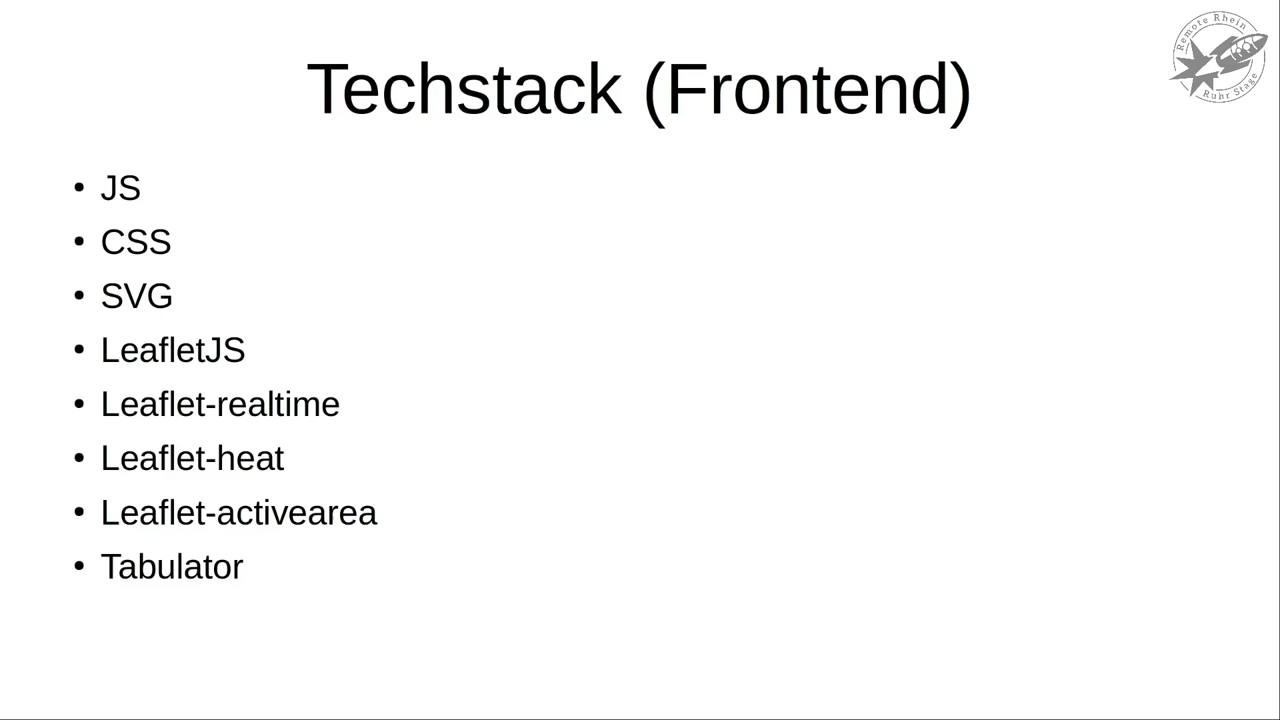 Remote Rhein
Ruhr Stage
Techstack (Frontend)
• JS
• CSS
• SVG
• LeafletJS
• Leaflet-realtime
• Leaflet-heat
• Leaflet-activearea
• Tabulator